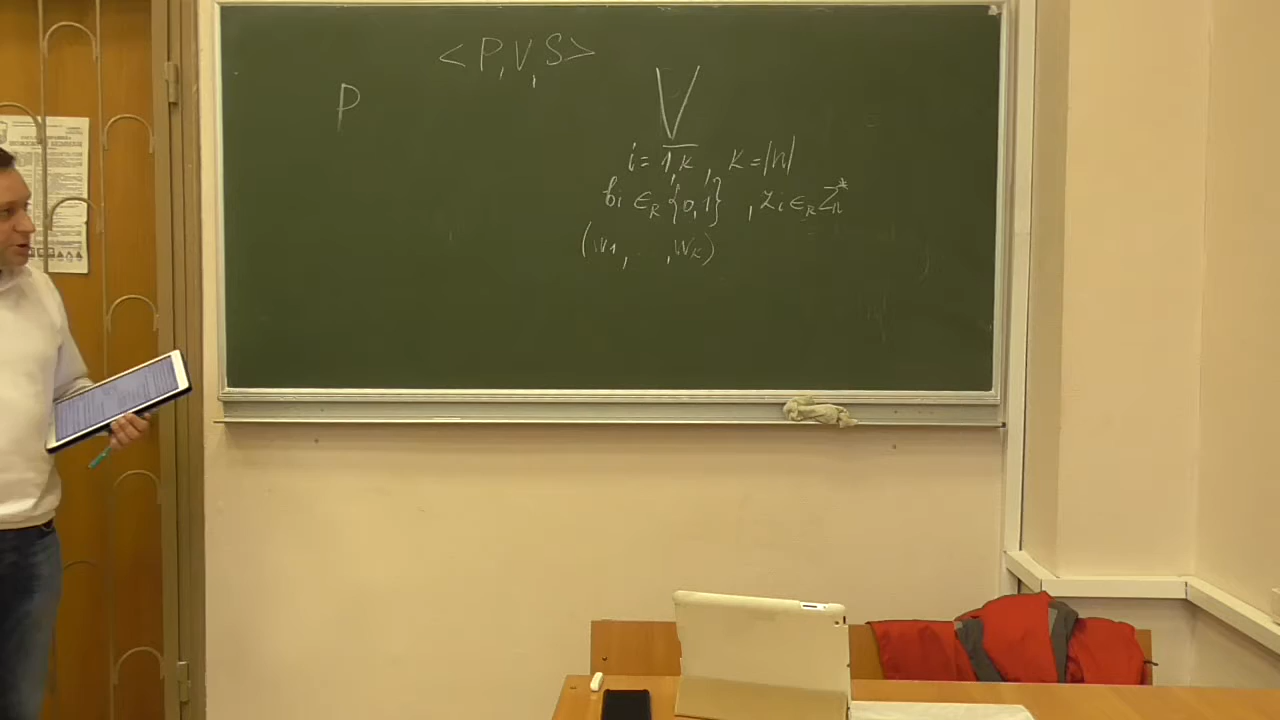 <P,V,S>
P
V
i=1,k, k=|n|
bi ∈R {0,1}, zi ∈R Zn*
(w1, ..., wk)